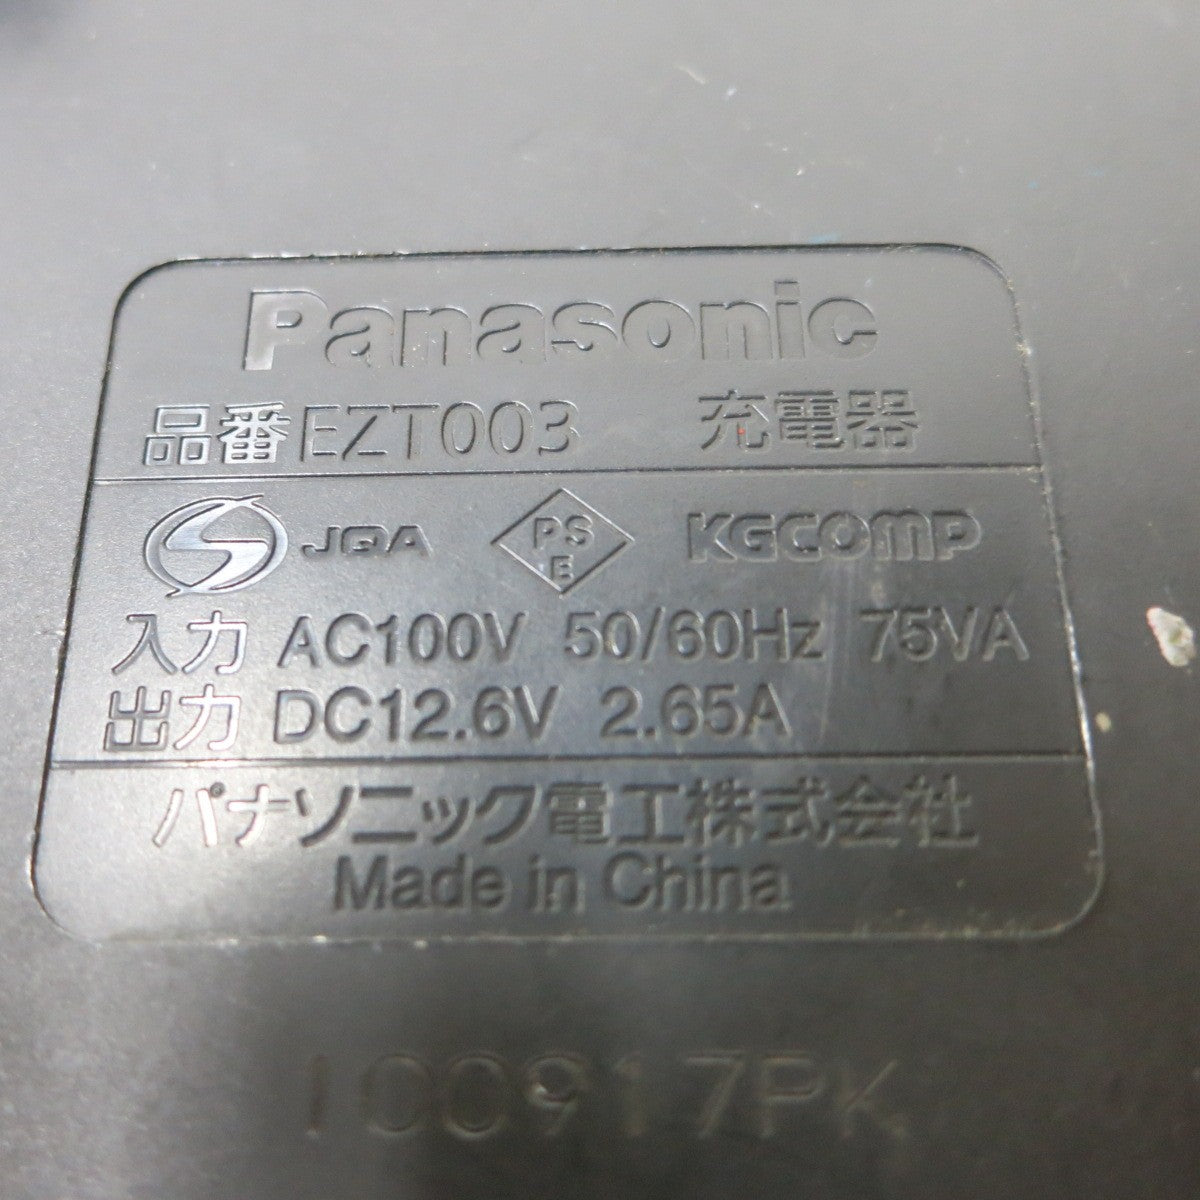 Panasonic
品番EZT003 充電器
JQA PSE KGCOMP
入力 AC100V 50/60Hz 75VA
出力 DC12.6V 2.65A
パナソニック電工株式会社
Made in China
100917PK